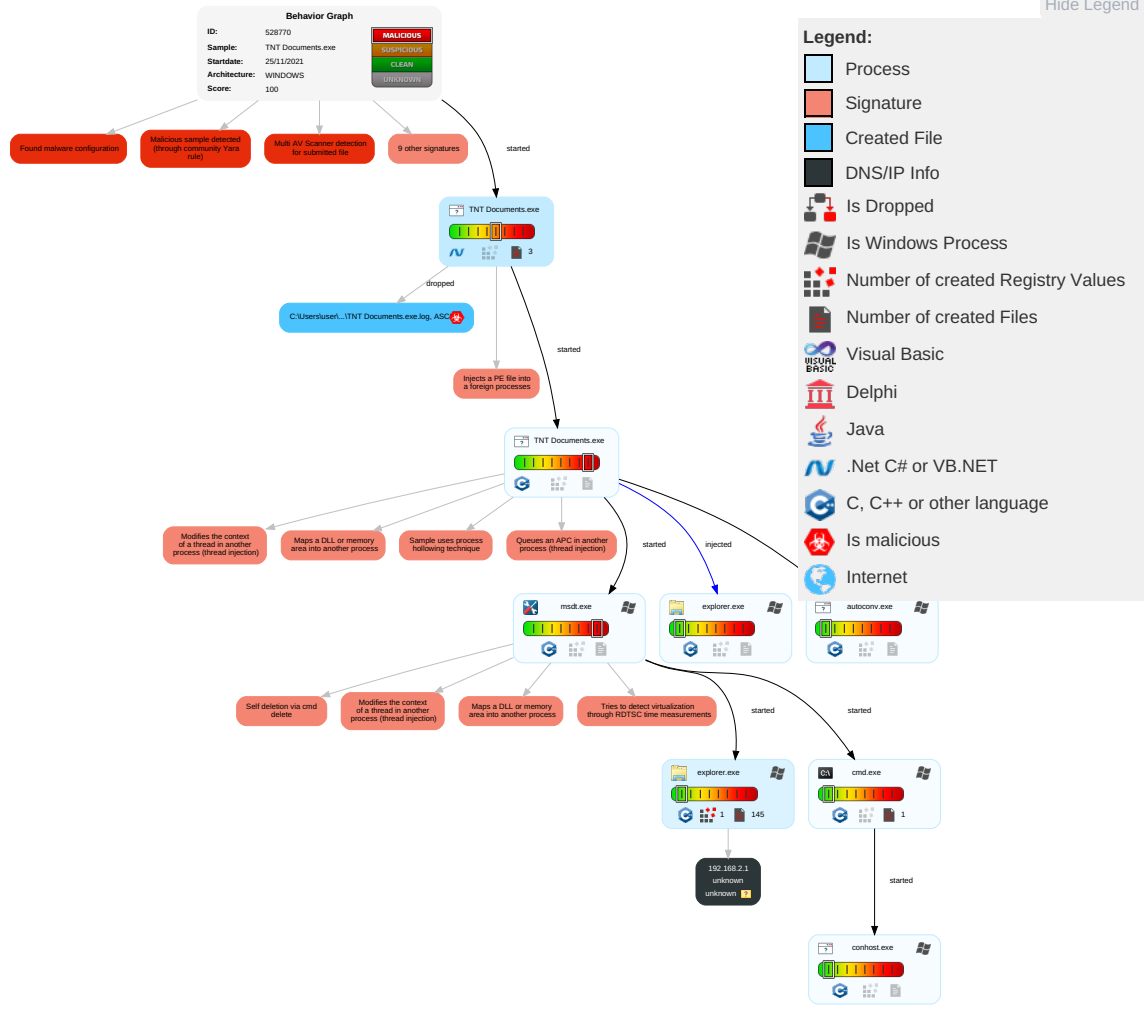 Hide Legend
Behavior Graph
ID: 528770
Sample: TNT Documents.exe
Startdate: 25/11/2021
Architecture: WINDOWS
Score: 100
MALICIOUS
SUSPICIOUS
CLEAN
UNKNOWN
Legend:
Process
Signature
Created File
DNS/IP Info
Is Dropped
Is Windows Process
Number of created Registry Values
Number of created Files
VISUAL
BASIC
Visual Basic
Delphi
Java
.Net C# or VB.NET
C, C++ or other language
Is malicious
Internet
Found malware configuration
Malicious sample detected
(through community Yara
rule)
Multi AV Scanner detection
for submitted file
9 other signatures
started
TNT Documents.exe
3
dropped
C:\Users\user\...\TNT Documents.exe.log, ASC
started
Injects a PE file into
a foreign processes
TNT Documents.exe
Modifies the context
of a thread in another
process (thread injection)
Maps a DLL or memory
area into another process
Sample uses process
hollowing technique
Queues an APC in another
process (thread injection)
started
injected
msdt.exe
explorer.exe
autoconv.exe
Self deletion via cmd
delete
Modifies the context
of a thread in another
process (thread injection)
Maps a DLL or memory
area into another process
Tries to detect virtualization
through RDTSC time measurements
started
started
explorer.exe
1
145
C:\
cmd.exe
1
192.168.2.1
unknown
unknown
started
conhost.exe